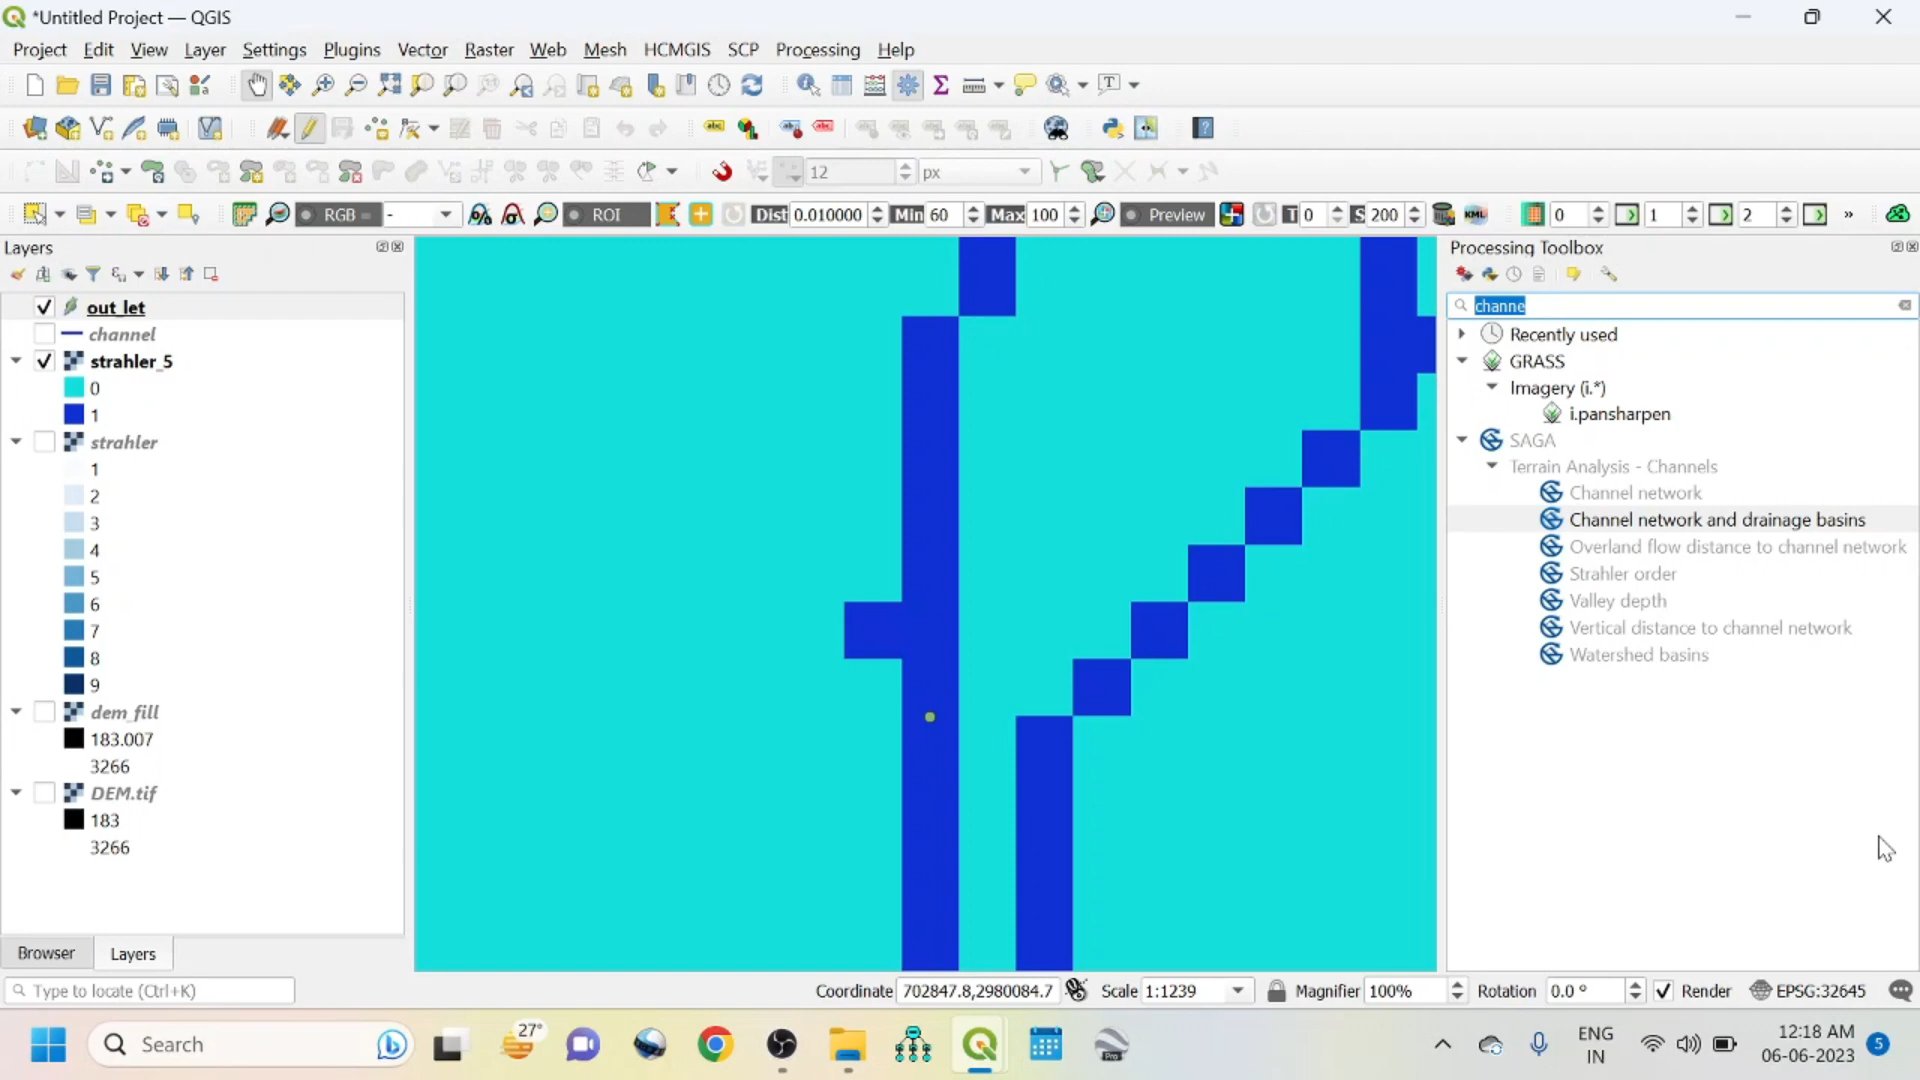 *Untitled Project — QGIS
Project Edit View Layer Settings Plugins Vector Raster Web Mesh HCMGIS SCP Processing Help
12 px
RGB = - ROI Dist 0.010000 Min 60 Max 100 Preview T 0 S 200 KML 0 1 2 »
Layers
out_let
channel
strahler_5
0
1
strahler
1
2
3
4
5
6
7
8
9
dem_fill
183.007
3266
DEM.tif
183
3266
Browser Layers
Processing Toolbox
channe
Recently used
GRASS
Imagery (i.*)
i.pansharpen
SAGA
Terrain Analysis - Channels
Channel network
Channel network and drainage basins
Overland flow distance to channel network
Strahler order
Valley depth
Vertical distance to channel network
Watershed basins
Type to locate (Ctrl+K) Coordinate 702847.8,2980084.7 Scale 1:1239 Magnifier 100% Rotation 0.0 ° Render EPSG:32645
Search 27° Pro ENG IN 12:18 AM 06-06-2023 5